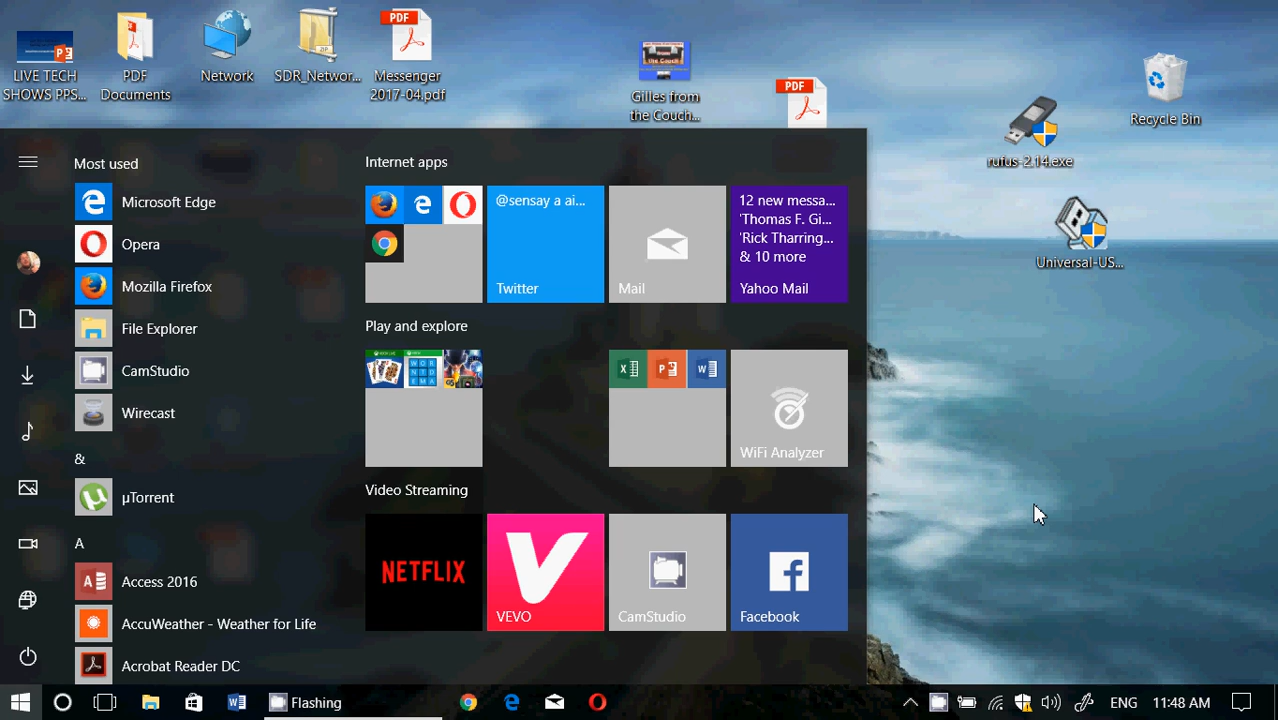 LIVE TECH
SHOWS PPS...
PDF
Documents
Network
SDR_Networ...
PDF
Messenger
2017-04.pdf
Gilles from
the Couch...
PDF
rufus-2.14.exe
Recycle Bin
Universal-US...
Most used
Microsoft Edge
Opera
Mozilla Firefox
File Explorer
CamStudio
Wirecast
&
µTorrent
A
Access 2016
AccuWeather - Weather for Life
Acrobat Reader DC
Internet apps
@sensay a ai...
Twitter
Mail
12 new messa...
'Thomas F. Gi...
'Rick Tharring...
& 10 more
Yahoo Mail
Play and explore
WiFi Analyzer
Video Streaming
NETFLIX
VEVO
CamStudio
Facebook
Flashing
ENG
11:48 AM